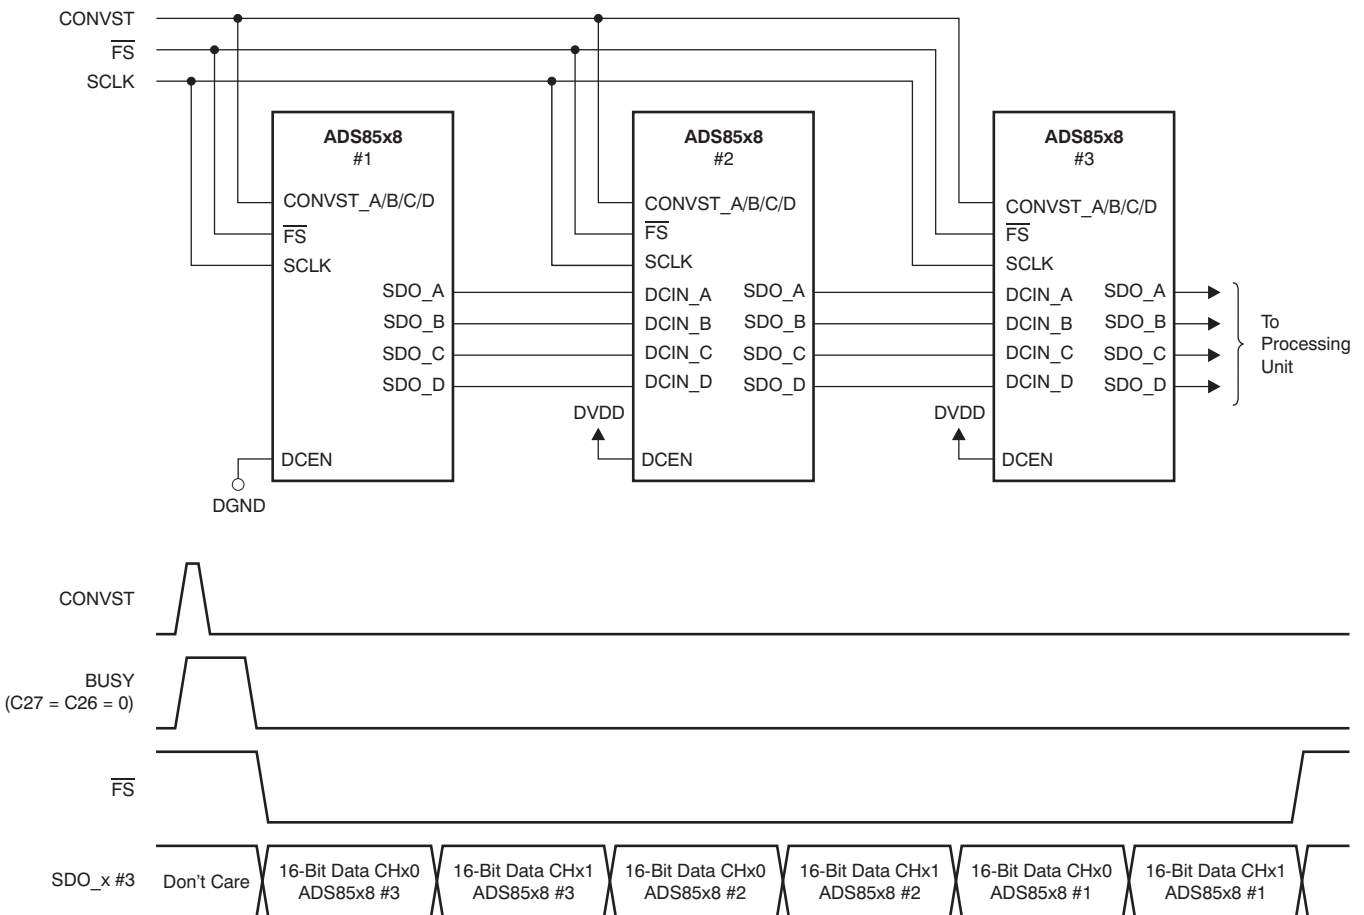 CONVST
FS
SCLK
ADS85x8
#1
CONVST_A/B/C/D
FS
SCLK
SDO_A
SDO_B
SDO_C
SDO_D
DCEN
DGND
ADS85x8
#2
CONVST_A/B/C/D
FS
SCLK
DCIN_A SDO_A
DCIN_B SDO_B
DCIN_C SDO_C
DCIN_D SDO_D
DVDD
DCEN
ADS85x8
#3
CONVST_A/B/C/D
FS
SCLK
DCIN_A SDO_A
DCIN_B SDO_B
DCIN_C SDO_C
DCIN_D SDO_D
DVDD
DCEN
To
Processing
Unit
CONVST
BUSY
(C27 = C26 = 0)
FS
SDO_x #3
Don't Care
16-Bit Data CHx0
ADS85x8 #3
16-Bit Data CHx1
ADS85x8 #3
16-Bit Data CHx0
ADS85x8 #2
16-Bit Data CHx1
ADS85x8 #2
16-Bit Data CHx0
ADS85x8 #1
16-Bit Data CHx1
ADS85x8 #1